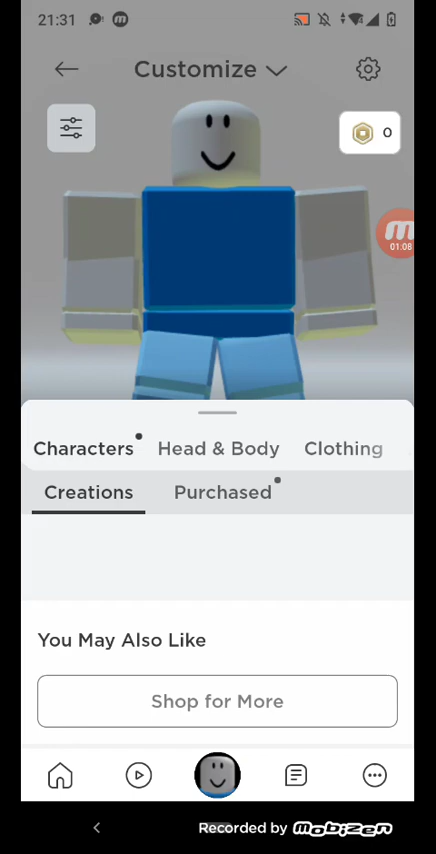 21:31
Customize
0
01:08
Characters Head & Body Clothing
Creations Purchased
You May Also Like
Shop for More
Recorded by Mobizen